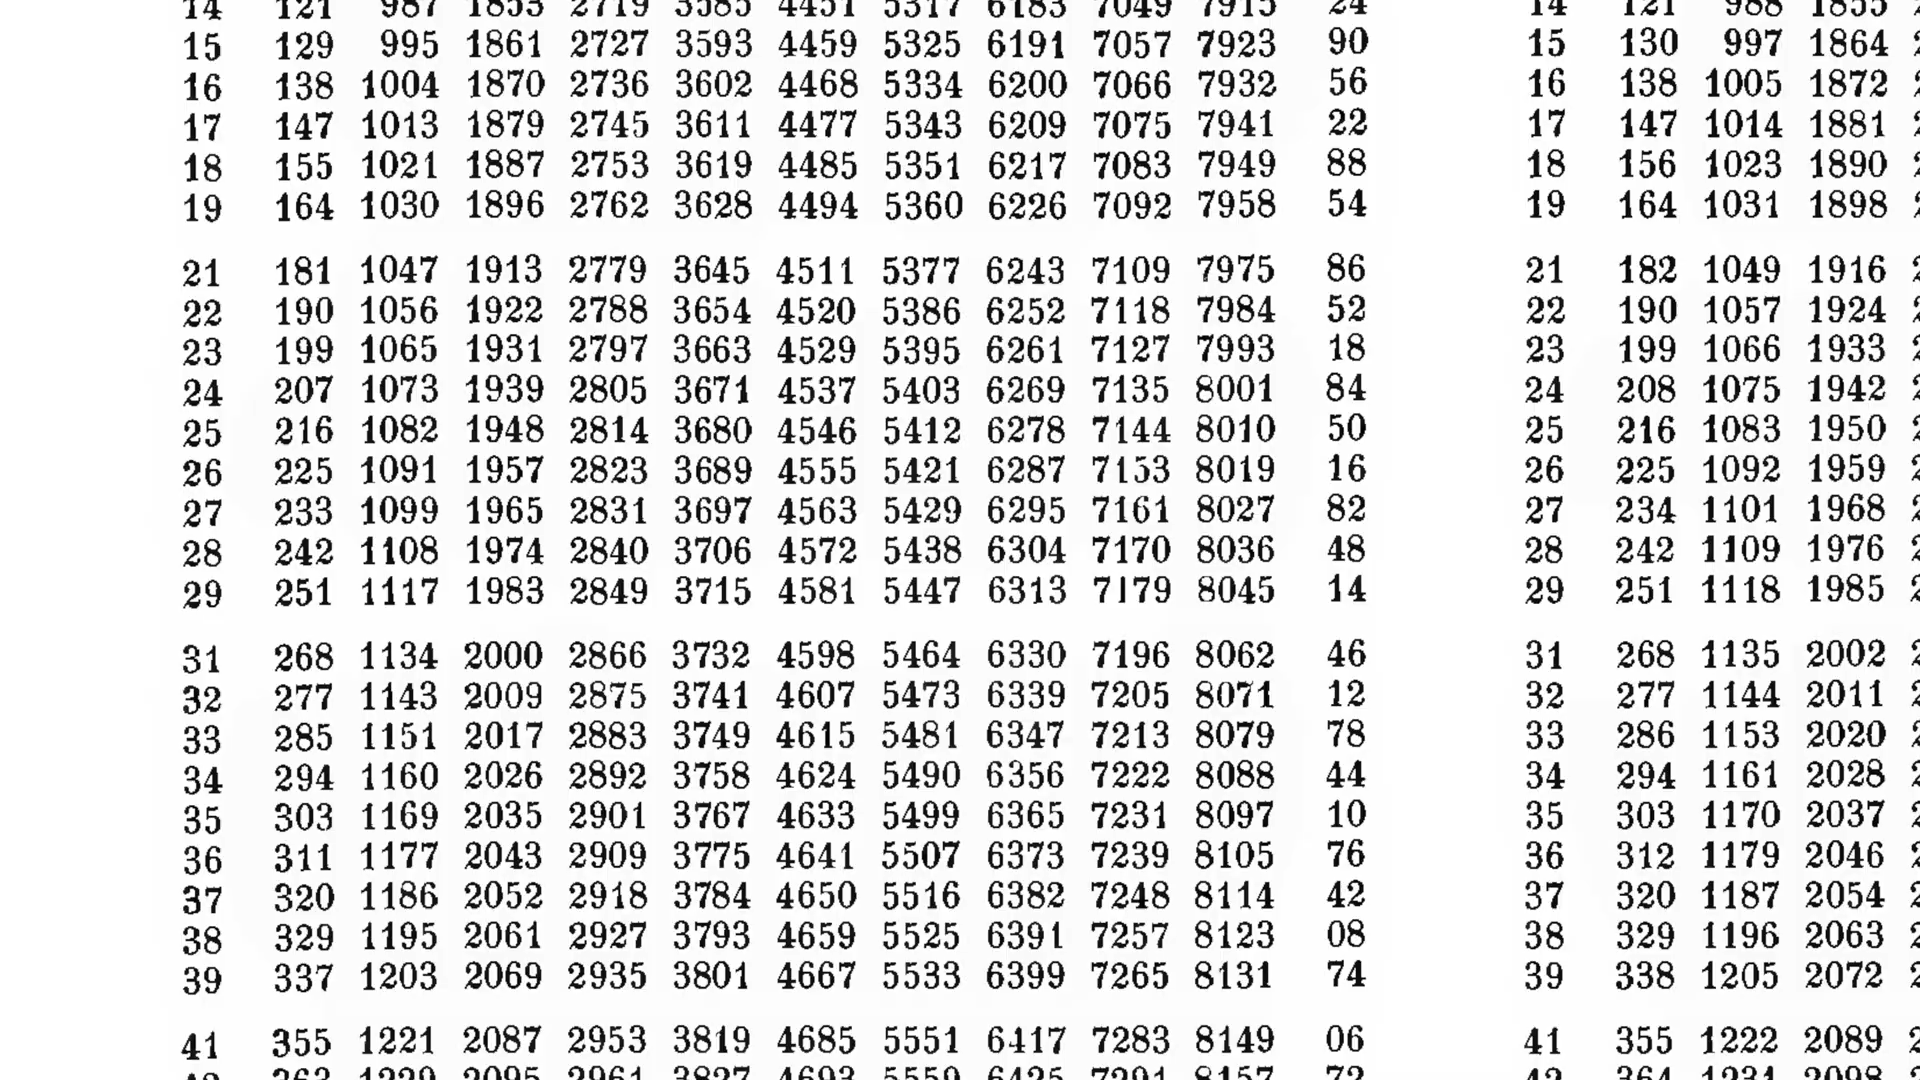 14 121 987 1853 2719 3585 4451 5317 6183 7049 7915 24 14 121 988 1855
15 129 995 1861 2727 3593 4459 5325 6191 7057 7923 90 15 130 997 1864
16 138 1004 1870 2736 3602 4468 5334 6200 7066 7932 56 16 138 1005 1872
17 147 1013 1879 2745 3611 4477 5343 6209 7075 7941 22 17 147 1014 1881
18 155 1021 1887 2753 3619 4485 5351 6217 7083 7949 88 18 156 1023 1890
19 164 1030 1896 2762 3628 4494 5360 6226 7092 7958 54 19 164 1031 1898
21 181 1047 1913 2779 3645 4511 5377 6243 7109 7975 86 21 182 1049 1916
22 190 1056 1922 2788 3654 4520 5386 6252 7118 7984 52 22 190 1057 1924
23 199 1065 1931 2797 3663 4529 5395 6261 7127 7993 18 23 199 1066 1933
24 207 1073 1939 2805 3671 4537 5403 6269 7135 8001 84 24 208 1075 1942
25 216 1082 1948 2814 3680 4546 5412 6278 7144 8010 50 25 216 1083 1950
26 225 1091 1957 2823 3689 4555 5421 6287 7153 8019 16 26 225 1092 1959
27 233 1099 1965 2831 3697 4563 5429 6295 7161 8027 82 27 234 1101 1968
28 242 1108 1974 2840 3706 4572 5438 6304 7170 8036 48 28 242 1109 1976
29 251 1117 1983 2849 3715 4581 5447 6313 7179 8045 14 29 251 1118 1985
31 268 1134 2000 2866 3732 4598 5464 6330 7196 8062 46 31 268 1135 2002
32 277 1143 2009 2875 3741 4607 5473 6339 7205 8071 12 32 277 1144 2011
33 285 1151 2017 2883 3749 4615 5481 6347 7213 8079 78 33 286 1153 2020
34 294 1160 2026 2892 3758 4624 5490 6356 7222 8088 44 34 294 1161 2028
35 303 1169 2035 2901 3767 4633 5499 6365 7231 8097 10 35 303 1170 2037
36 311 1177 2043 2909 3775 4641 5507 6373 7239 8105 76 36 312 1179 2046
37 320 1186 2052 2918 3784 4650 5516 6382 7248 8114 42 37 320 1187 2054
38 329 1195 2061 2927 3793 4659 5525 6391 7257 8123 08 38 329 1196 2063
39 337 1203 2069 2935 3801 4667 5533 6399 7265 8131 74 39 338 1205 2072
41 355 1221 2087 2953 3819 4685 5551 6417 7283 8149 06 41 355 1222 2089